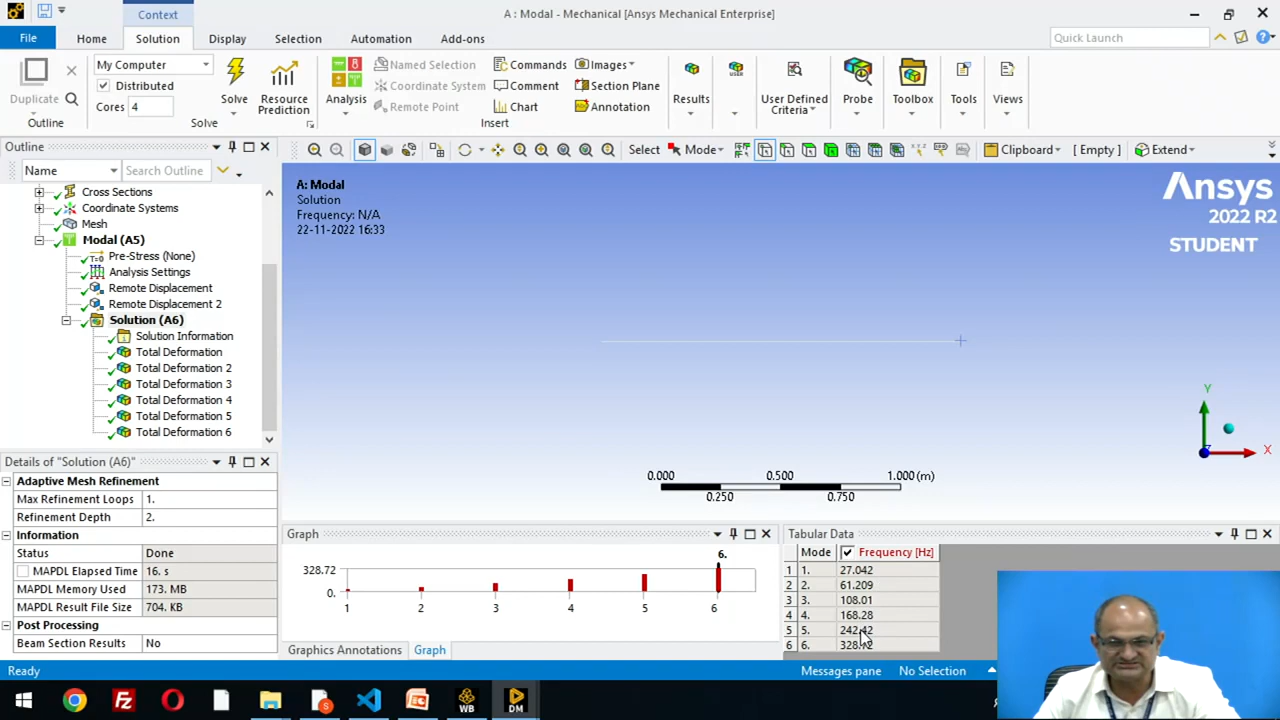 Context
A : Modal - Mechanical [Ansys Mechanical Enterprise]
File
Home
Solution
Display
Selection
Automation
Add-ons
Quick Launch
Duplicate
Outline
My Computer
Distributed
Cores 4
Solve
Resource
Prediction
Solve
Analysis
Named Selection
Coordinate System
Remote Point
Commands
Comment
Chart
Images
Section Plane
Annotation
Insert
Results
User Defined
Criteria
Probe
Toolbox
Tools
Views
Outline
Name
Search Outline
Select
Mode
Clipboard
[ Empty ]
Extend
Cross Sections
Coordinate Systems
Mesh
Modal (A5)
Pre-Stress (None)
Analysis Settings
Remote Displacement
Remote Displacement 2
Solution (A6)
Solution Information
Total Deformation
Total Deformation 2
Total Deformation 3
Total Deformation 4
Total Deformation 5
Total Deformation 6
A: Modal
Solution
Frequency: N/A
22-11-2022 16:33
Ansys
2022 R2
STUDENT
Y
X
0.000
0.500
1.000 (m)
0.250
0.750
Details of "Solution (A6)"
Adaptive Mesh Refinement
Max Refinement Loops 1.
Refinement Depth 2.
Information
Status Done
MAPDL Elapsed Time 16. s
MAPDL Memory Used 173. MB
MAPDL Result File Size 704. KB
Post Processing
Beam Section Results No
Graph
6.
328.72
0.
1 2 3 4 5 6
Graphics Annotations
Graph
Tabular Data
Mode Frequency [Hz]
1 1. 27.042
2 2. 61.209
3 3. 108.01
4 4. 168.28
5 5. 242.42
6 6. 328.72
Ready
Messages pane
No Selection
WB
DM